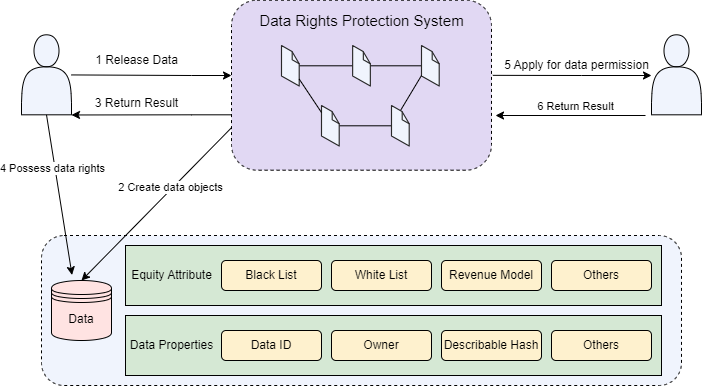 Data Rights Protection System
1 Release Data
5 Apply for data permission
3 Return Result
6 Return Result
4 Possess data rights
2 Create data objects
Equity Attribute
Black List
White List
Revenue Model
Others
Data
Data Properties
Data ID
Owner
Describable Hash
Others